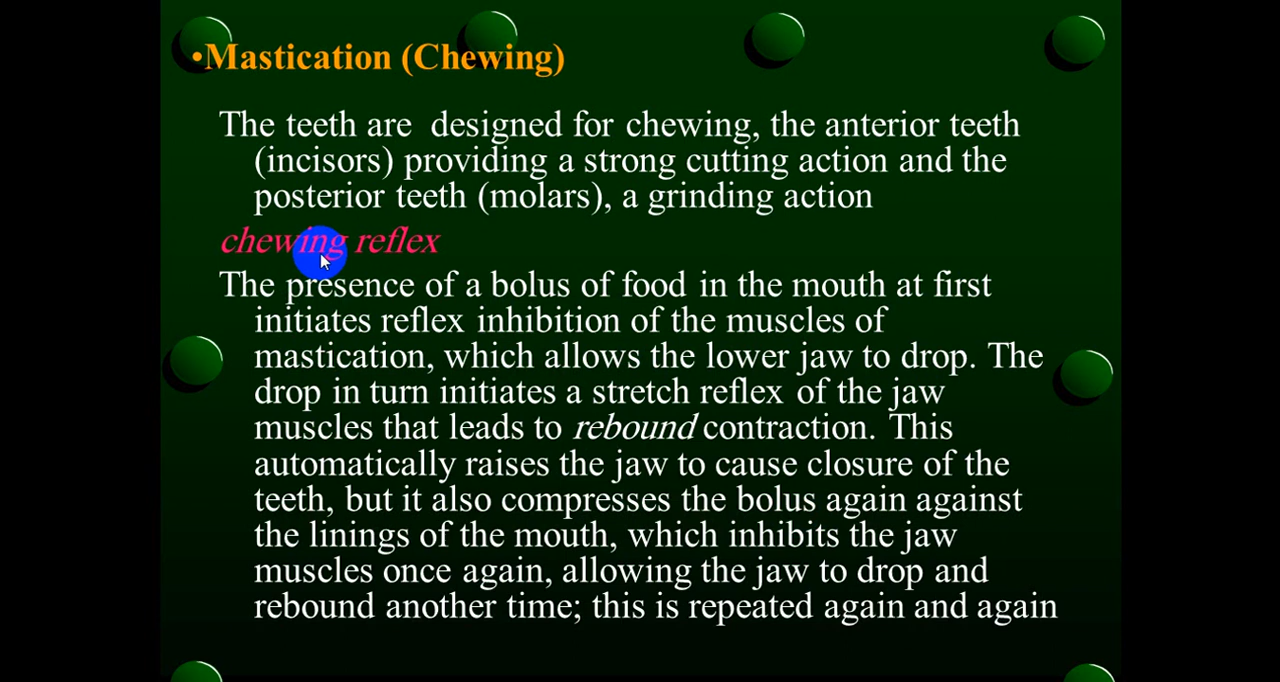 •Mastication (Chewing)
The teeth are designed for chewing, the anterior teeth
(incisors) providing a strong cutting action and the
posterior teeth (molars), a grinding action
chewing reflex
The presence of a bolus of food in the mouth at first
initiates reflex inhibition of the muscles of
mastication, which allows the lower jaw to drop. The
drop in turn initiates a stretch reflex of the jaw
muscles that leads to rebound contraction. This
automatically raises the jaw to cause closure of the
teeth, but it also compresses the bolus again against
the linings of the mouth, which inhibits the jaw
muscles once again, allowing the jaw to drop and
rebound another time; this is repeated again and again